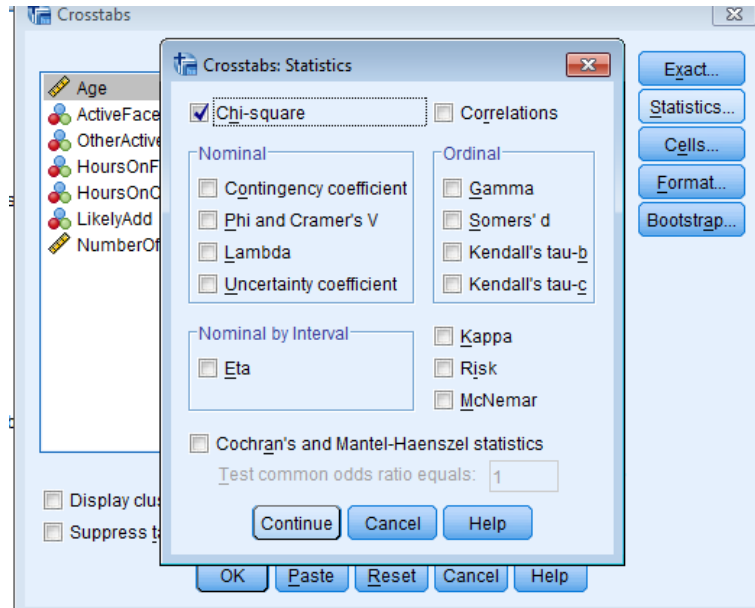 Crosstabs
Crosstabs: Statistics
Age
ActiveFace
OtherActive
HoursOnF
HoursOnO
LikelyAdd
NumberOf
Chi-square
Correlations
Nominal
Contingency coefficient
Phi and Cramer's V
Lambda
Uncertainty coefficient
Ordinal
Gamma
Somers' d
Kendall's tau-b
Kendall's tau-c
Nominal by Interval
Eta
Kappa
Risk
McNemar
Cochran's and Mantel-Haenszel statistics
Test common odds ratio equals: 1
Continue Cancel Help
Exact...
Statistics...
Cells...
Format...
Bootstrap...
Display clus
Suppress ta
OK Paste Reset Cancel Help